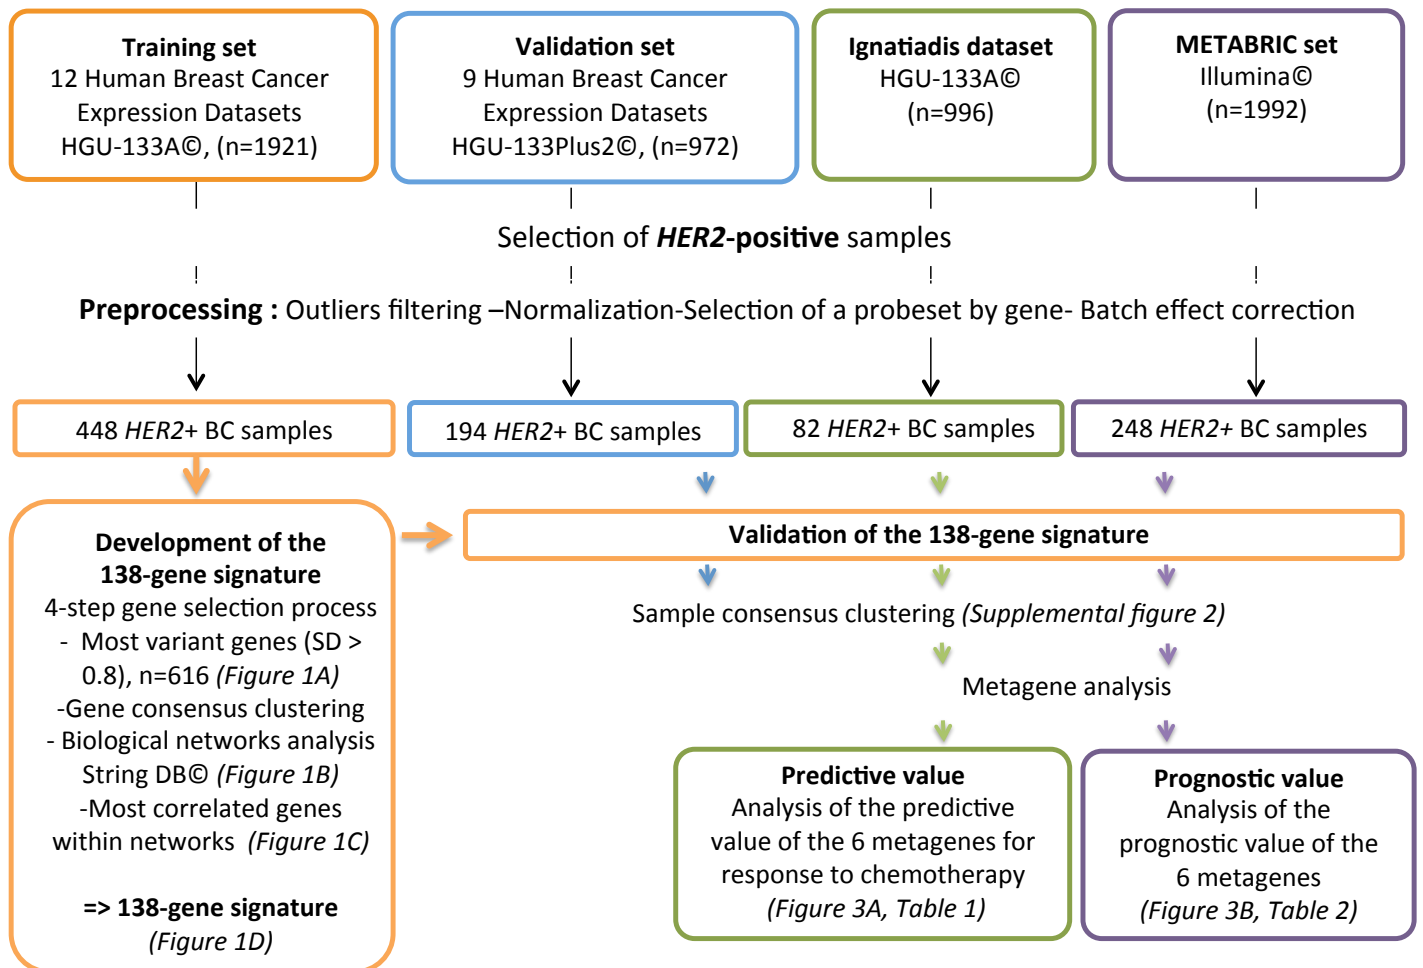 Training set
12 Human Breast Cancer
Expression Datasets
HGU-133A©, (n=1921)
Validation set
9 Human Breast Cancer
Expression Datasets
HGU-133Plus2©, (n=972)
Ignatiadis dataset
HGU-133A©
(n=996)
METABRIC set
Illumina©
(n=1992)
Selection of HER2-positive samples
Preprocessing : Outliers filtering –Normalization-Selection of a probeset by gene- Batch effect correction
448 HER2+ BC samples
194 HER2+ BC samples
82 HER2+ BC samples
248 HER2+ BC samples
Development of the
138-gene signature
4-step gene selection process
- Most variant genes (SD >
0.8), n=616 (Figure 1A)
-Gene consensus clustering
- Biological networks analysis
String DB© (Figure 1B)
-Most correlated genes
within networks (Figure 1C)
=> 138-gene signature
(Figure 1D)
Validation of the 138-gene signature
Sample consensus clustering (Supplemental figure 2)
Metagene analysis
Predictive value
Analysis of the predictive
value of the 6 metagenes for
response to chemotherapy
(Figure 3A, Table 1)
Prognostic value
Analysis of the
prognostic value of the
6 metagenes
(Figure 3B, Table 2)